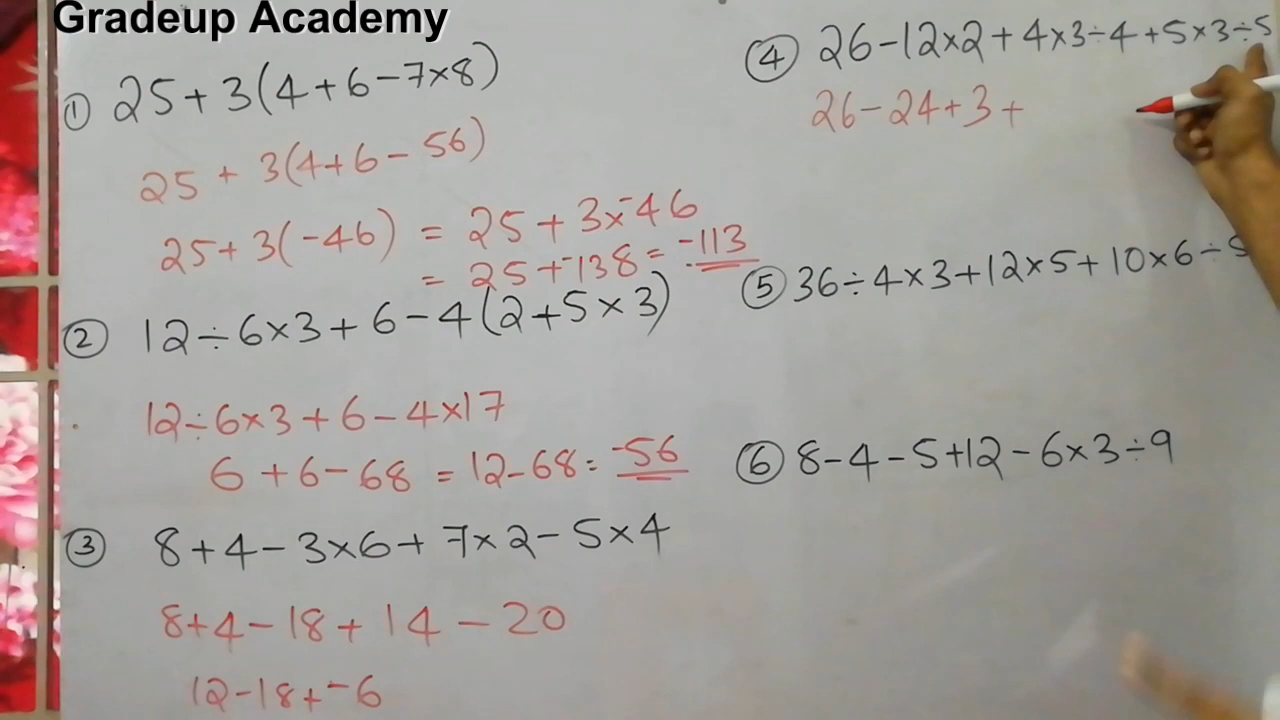 Gradeup Academy
① 25+3(4+6-7×8)
25 + 3(4+6- 56)
25+3(-46) = 25+3×-46
= 25+-138 = -113
② 12÷6×3+6-4(2+5×3)
12÷6×3+6-4×17
6+6-68 = 12-68 = -56
③ 8+4-3×6+7×2-5×4
8+4-18+14-20
12-18+-6
④ 26-12×2+4×3÷4+5×3÷5
26-24+3+
⑤ 36÷4×3+12×5+10×6÷5
⑥ 8-4-5+12-6×3÷9